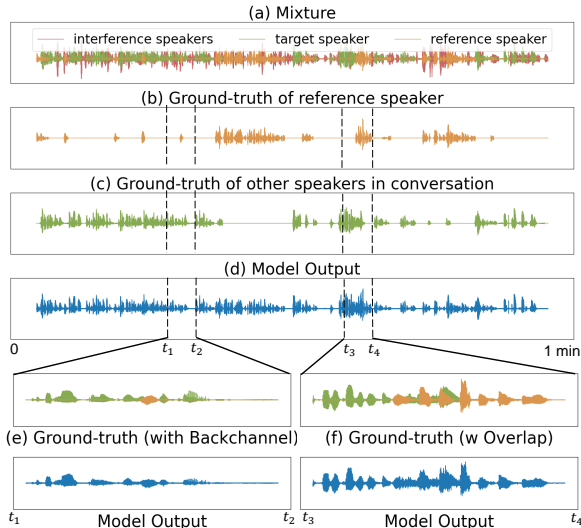 (a) Mixture
interference speakers target speaker reference speaker
(b) Ground-truth of reference speaker
(c) Ground-truth of other speakers in conversation
(d) Model Output
0 t₁ t₂ t₃ t₄ 1 min
(e) Ground-truth (with Backchannel) (f) Ground-truth (w Overlap)
t₁ Model Output t₂ t₃ Model Output t₄